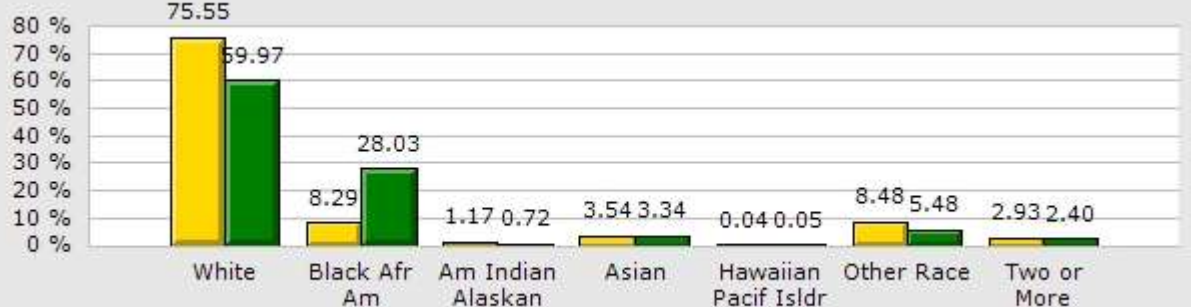 75.55
80 %
70 %
59.97
60 %
50 %
40 %
28.03
30 %
20 %
8.29
1.17 0.72
3.54 3.34
0.04 0.05
8.48 5.48
2.93 2.40
10 %
0 %
White
Black Afr
Am
Am Indian
Alaskan
Asian
Hawaiian
Pacif Isldr
Other Race
Two or
More